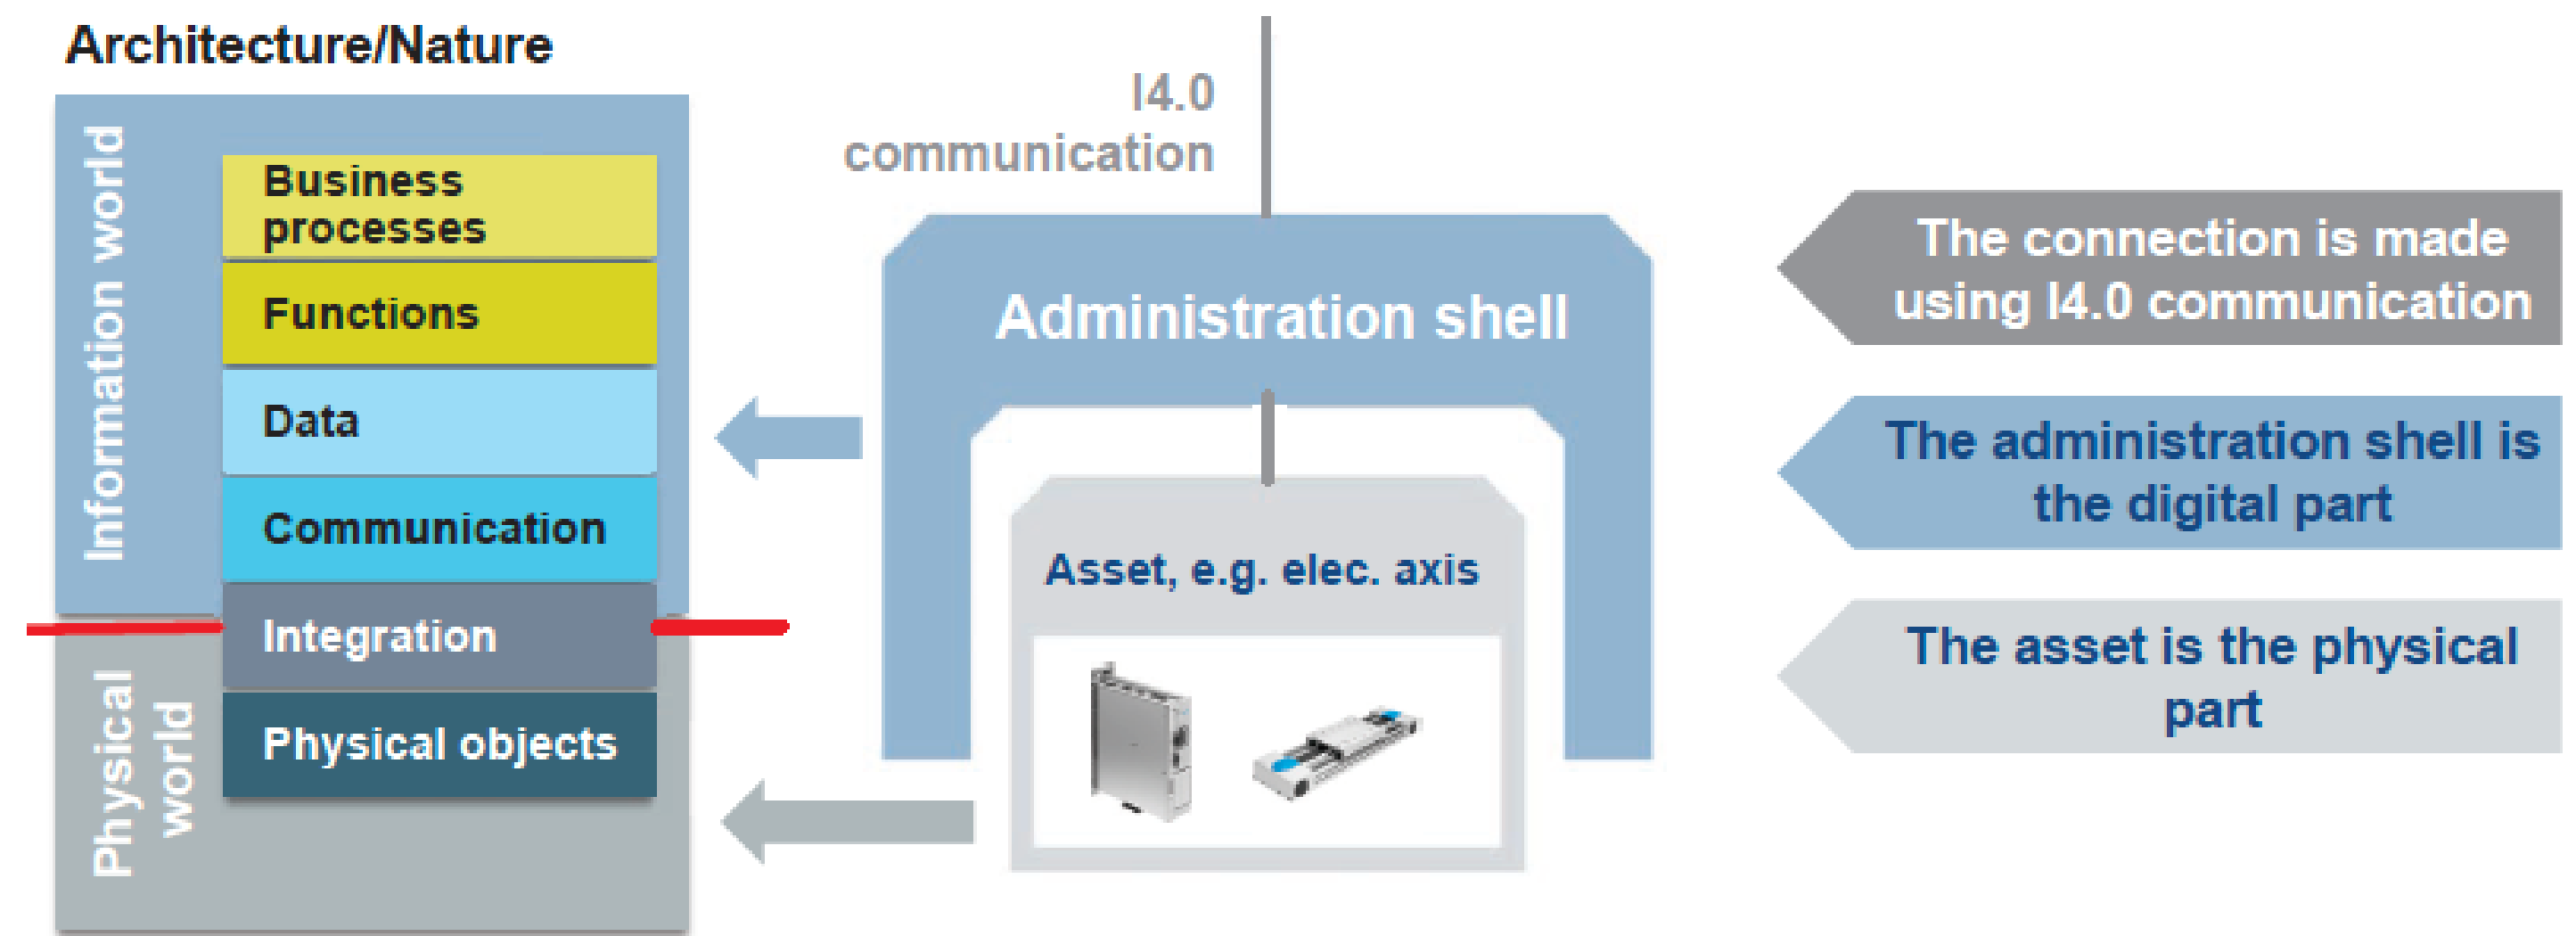 Architecture/Nature
Information world
Business
processes
Functions
Data
Communication
Integration
Physical
world
Physical objects
I4.0
communication
Administration shell
Asset, e.g. elec. axis
The connection is made
using I4.0 communication
The administration shell is
the digital part
The asset is the physical
part